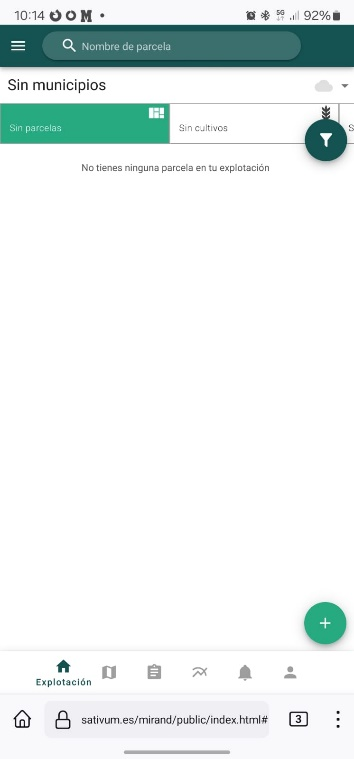 10:14
5G
92%
Nombre de parcela
Sin municipios
Sin parcelas
Sin cultivos
S
No tienes ninguna parcela en tu explotación
Explotación
sativum.es/mirand/public/index.html#
3